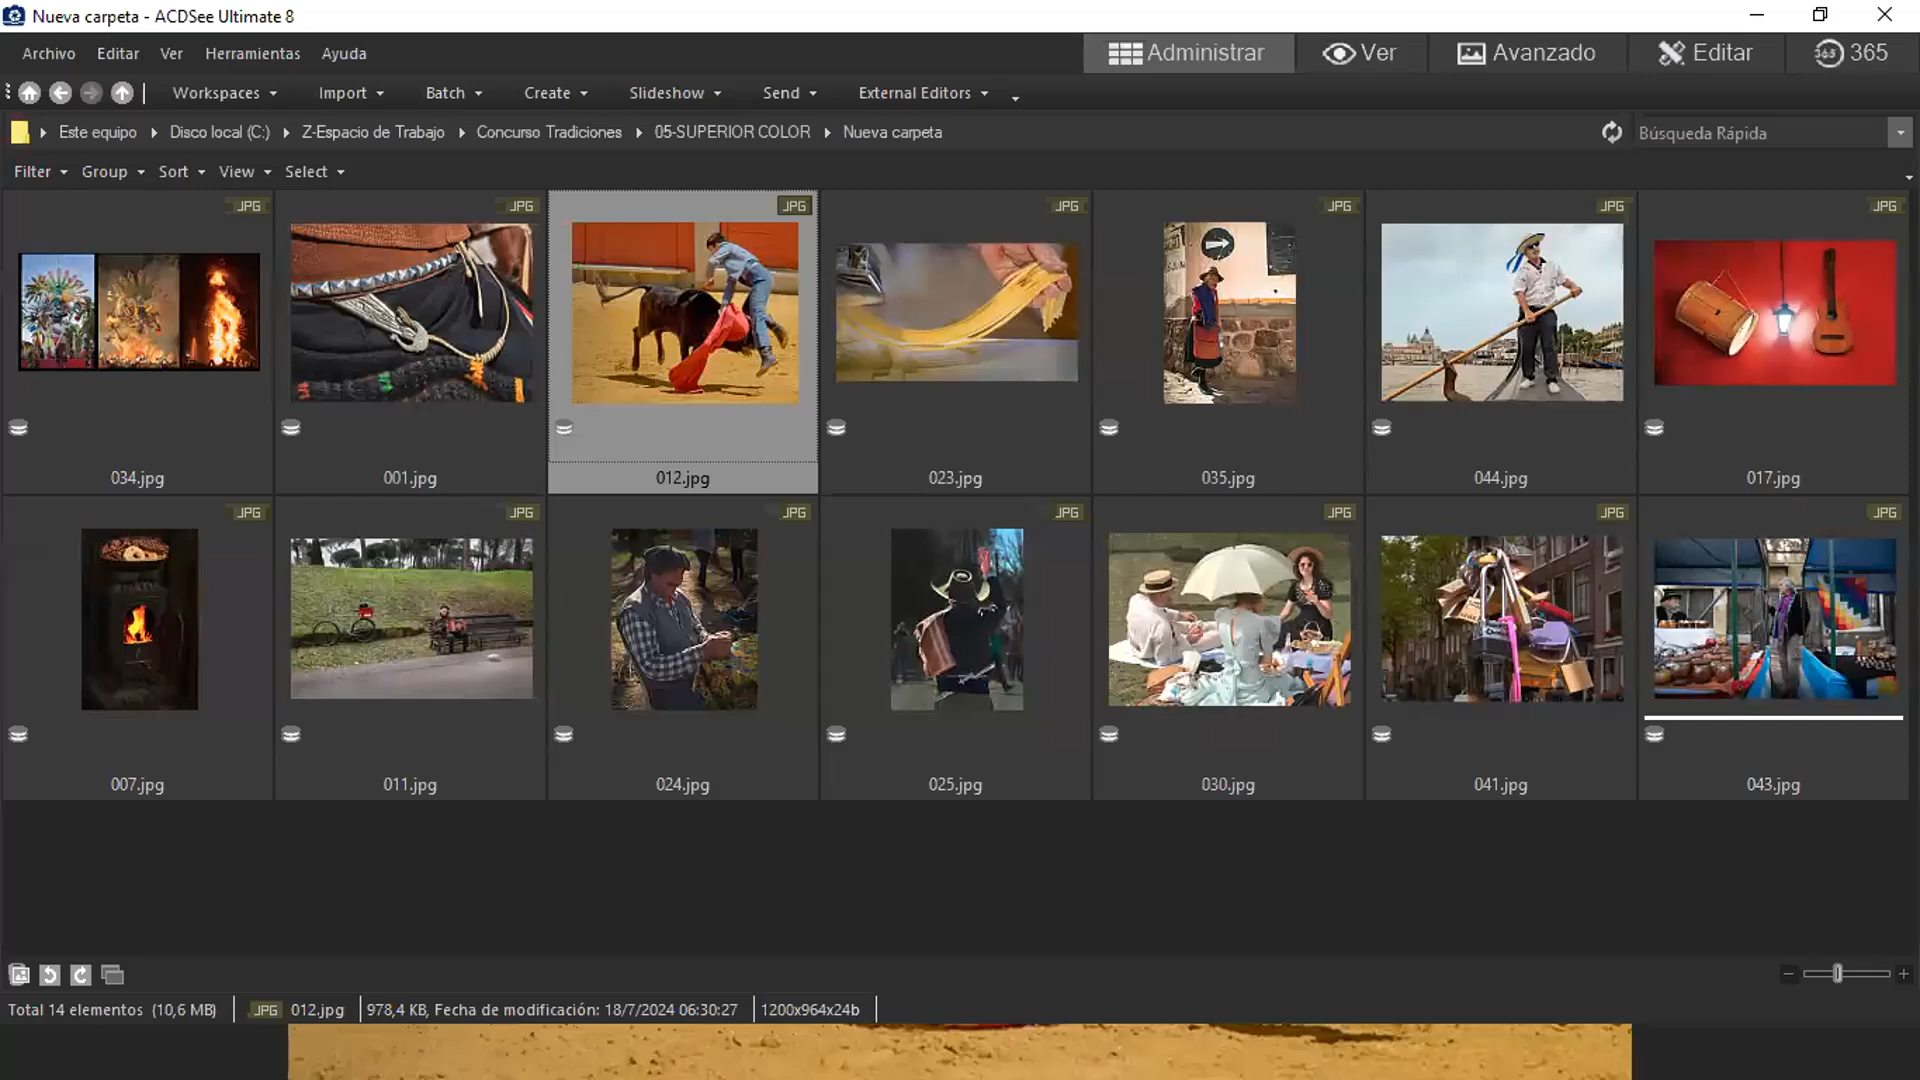 Nueva carpeta - ACDSee Ultimate 8
Archivo Editar Ver Herramientas Ayuda
Administrar Ver Avanzado Editar 365 365
Workspaces Import Batch Create Slideshow Send External Editors
Este equipo Disco local (C:) Z-Espacio de Trabajo Concurso Tradiciones 05-SUPERIOR COLOR Nueva carpeta
Búsqueda Rápida
Filter Group Sort View Select
JPG JPG JPG JPG JPG JPG JPG
034.jpg 001.jpg 012.jpg 023.jpg 035.jpg 044.jpg 017.jpg
JPG JPG JPG JPG JPG JPG JPG
007.jpg 011.jpg 024.jpg 025.jpg 030.jpg 041.jpg 043.jpg
Total 14 elementos (10,6 MB) JPG 012.jpg 978,4 KB, Fecha de modificación: 18/7/2024 06:30:27 1200x964x24b